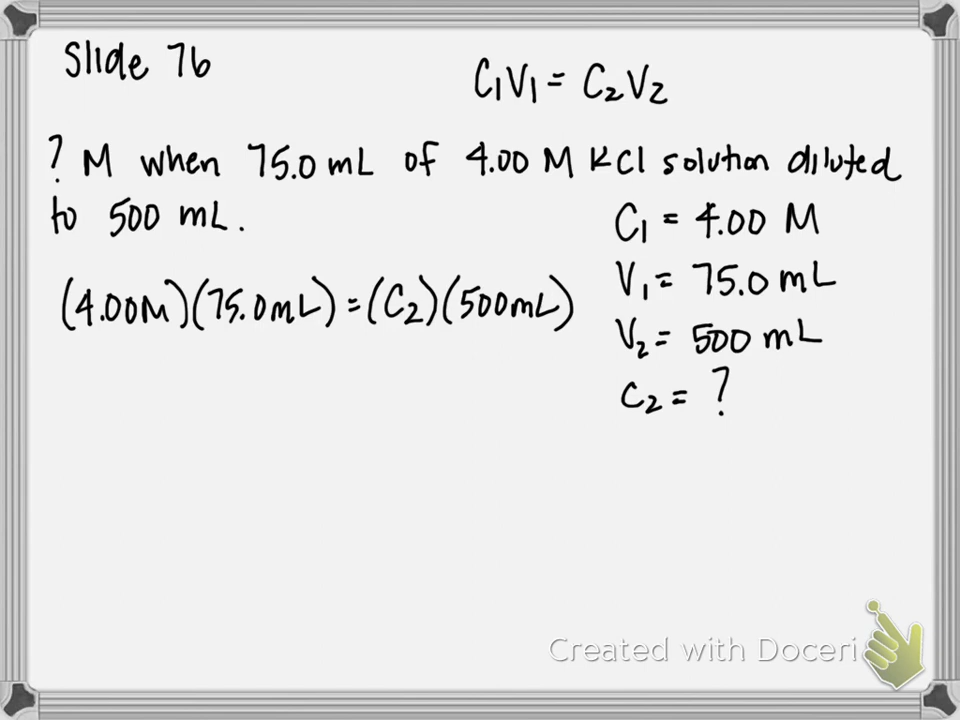 Slide 76
C₁V₁ = C₂V₂
? M when 75.0 mL of 4.00 M KCl solution diluted
to 500 mL.
C₁ = 4.00 M
V₁ = 75.0 mL
(4.00M)(75.0mL) = (C₂)(500mL)
V₂ = 500 mL
C₂ = ?
Created with Doceri